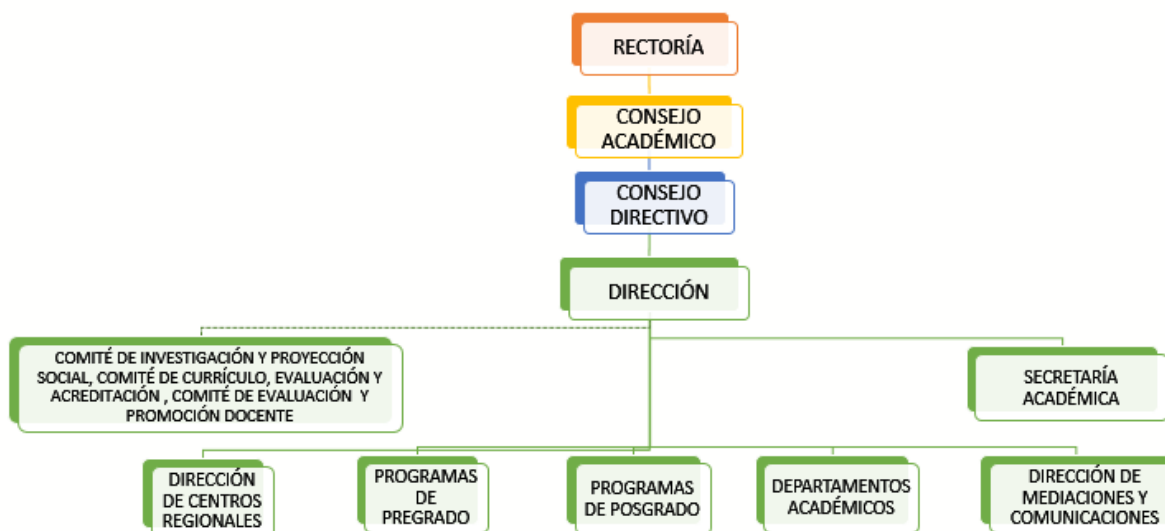 RECTORÍA
CONSEJO
ACADÉMICO
CONSEJO
DIRECTIVO
DIRECCIÓN
COMITÉ DE INVESTIGACIÓN Y PROYECCIÓN
SOCIAL, COMITÉ DE CURRÍCULO, EVALUACIÓN Y
ACREDITACIÓN , COMITÉ DE EVALUACIÓN Y
PROMOCIÓN DOCENTE
SECRETARÍA
ACADÉMICA
DIRECCIÓN
DE CENTROS
REGIONALES
PROGRAMAS
DE
PREGRADO
PROGRAMAS
DE POSGRADO
DEPARTAMENTOS
ACADÉMICOS
DIRECCIÓN DE
MEDIACIONES Y
COMUNICACIONES